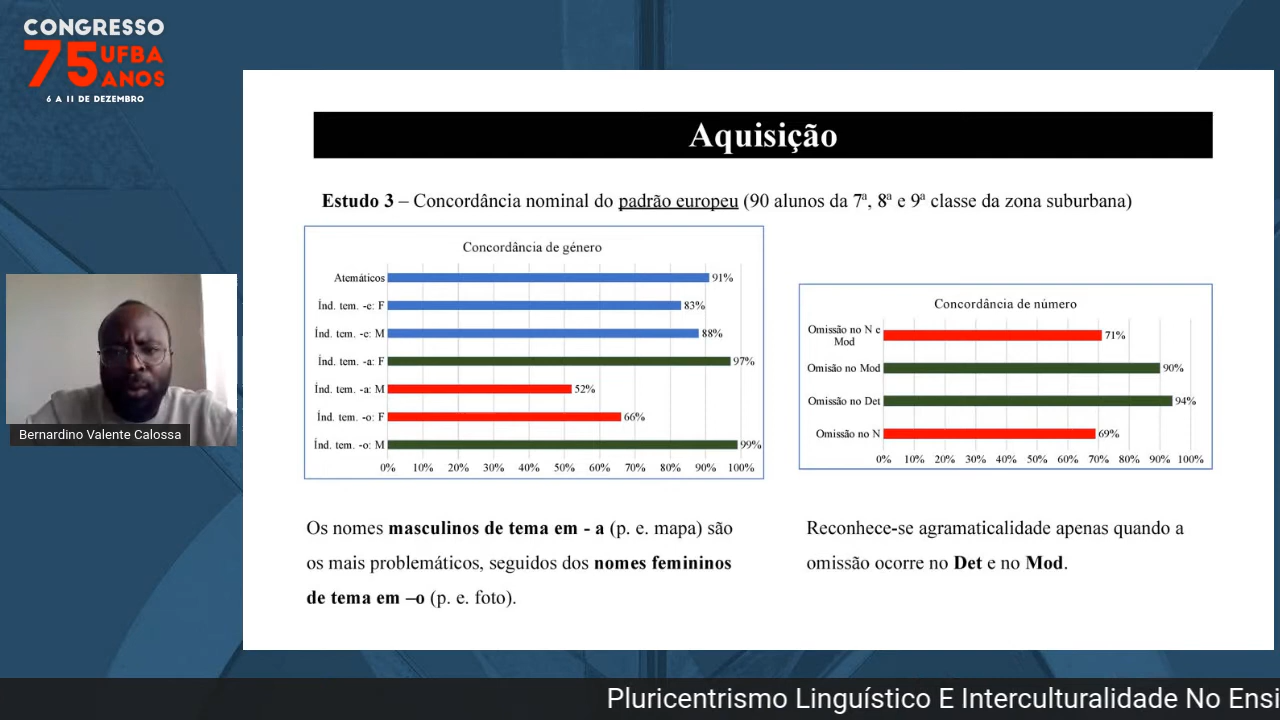 CONGRESSO
75 UFBA
ANOS
6 A 11 DE DEZEMBRO
Aquisição
Estudo 3 – Concordância nominal do padrão europeu (90 alunos da 7ª, 8ª e 9ª classe da zona suburbana)
Concordância de género
Atemáticos 91%
Índ. tem. -e: F 83%
Índ. tem. -e: M 88%
Índ. tem. -a: F 97%
Índ. tem. -a: M 52%
Índ. tem. -o: F 66%
Índ. tem. -o: M 99%
0% 10% 20% 30% 40% 50% 60% 70% 80% 90% 100%
Concordância de número
Omissão no N e
Mod 71%
Omisão no Mod 90%
Omissão no Det 94%
Omissão no N 69%
0% 10% 20% 30% 40% 50% 60% 70% 80% 90% 100%
Os nomes masculinos de tema em - a (p. e. mapa) são
os mais problemáticos, seguidos dos nomes femininos
de tema em –o (p. e. foto).
Reconhece-se agramaticalidade apenas quando a
omissão ocorre no Det e no Mod.
Bernardino Valente Calossa
Pluricentrismo Linguístico E Interculturalidade No Ensi